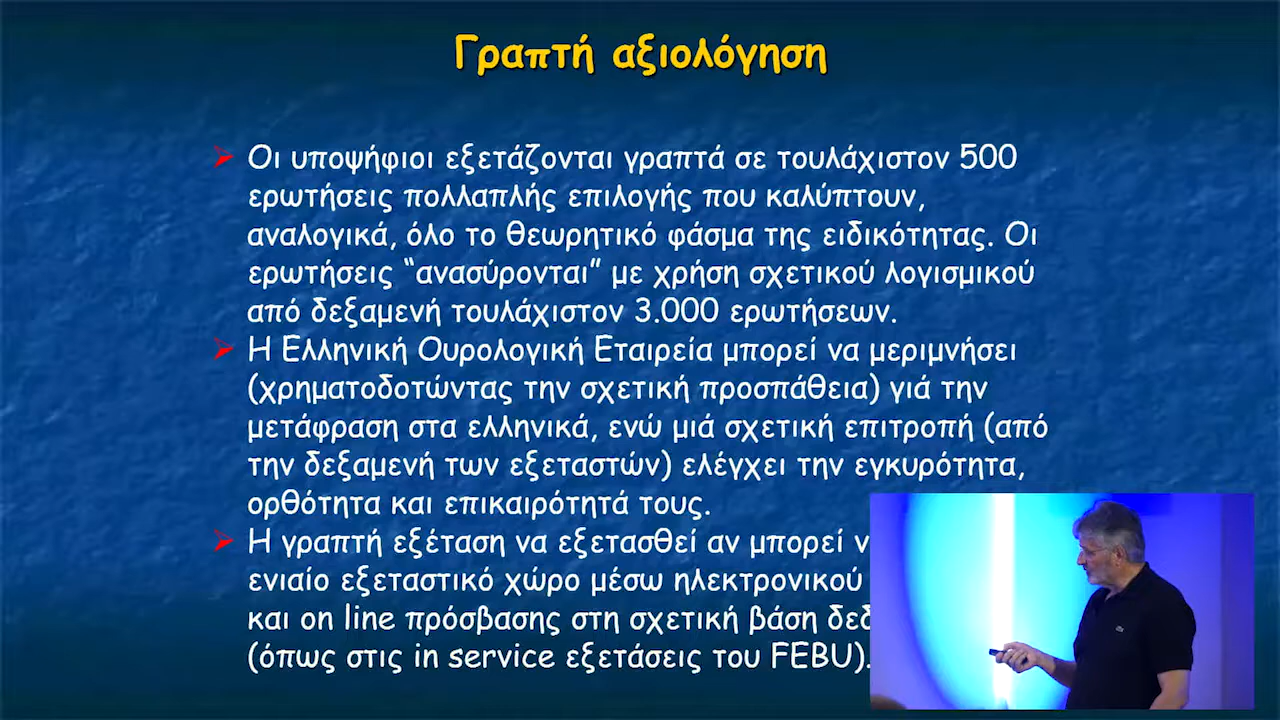 Γραπτή αξιολόγηση
Οι υποψήφιοι εξετάζονται γραπτά σε τουλάχιστον 500
ερωτήσεις πολλαπλής επιλογής που καλύπτουν,
αναλογικά, όλο το θεωρητικό φάσμα της ειδικότητας. Οι
ερωτήσεις “ανασύρονται” με χρήση σχετικού λογισμικού
από δεξαμενή τουλάχιστον 3.000 ερωτήσεων.
Η Ελληνική Ουρολογική Εταιρεία μπορεί να μεριμνήσει
(χρηματοδοτώντας την σχετική προσπάθεια) γιά την
μετάφραση στα ελληνικά, ενώ μιά σχετική επιτροπή (από
την δεξαμενή των εξεταστών) ελέγχει την εγκυρότητα,
ορθότητα και επικαιρότητά τους.
Η γραπτή εξέταση να εξετασθεί αν μπορεί
ενιαίο εξεταστικό χώρο μέσω ηλεκτρονικού
και on line πρόσβασης στη σχετική βάση
(όπως στις in service εξετάσεις του FEBU).